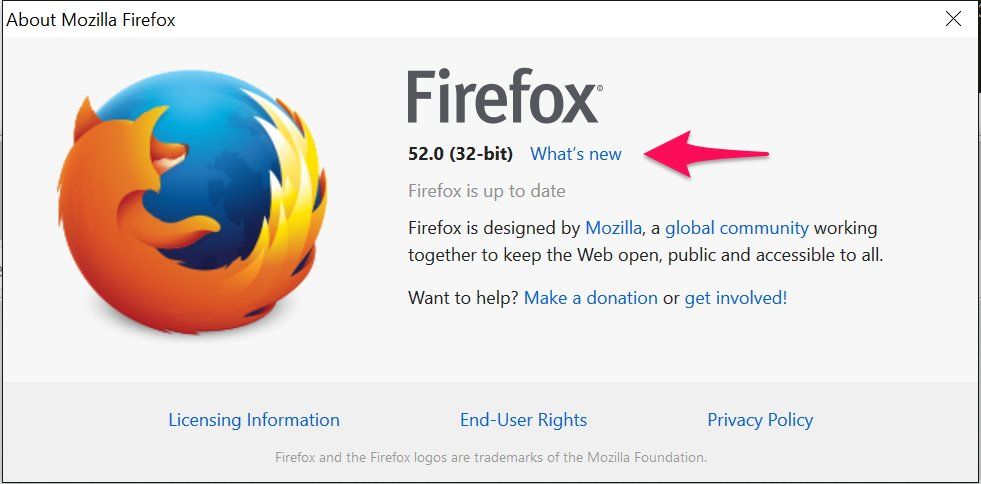 About Mozilla Firefox
Firefox®
52.0 (32-bit) What's new
Firefox is up to date
Firefox is designed by Mozilla, a global community working
together to keep the Web open, public and accessible to all.
Want to help? Make a donation or get involved!
Licensing Information End-User Rights Privacy Policy
Firefox and the Firefox logos are trademarks of the Mozilla Foundation.